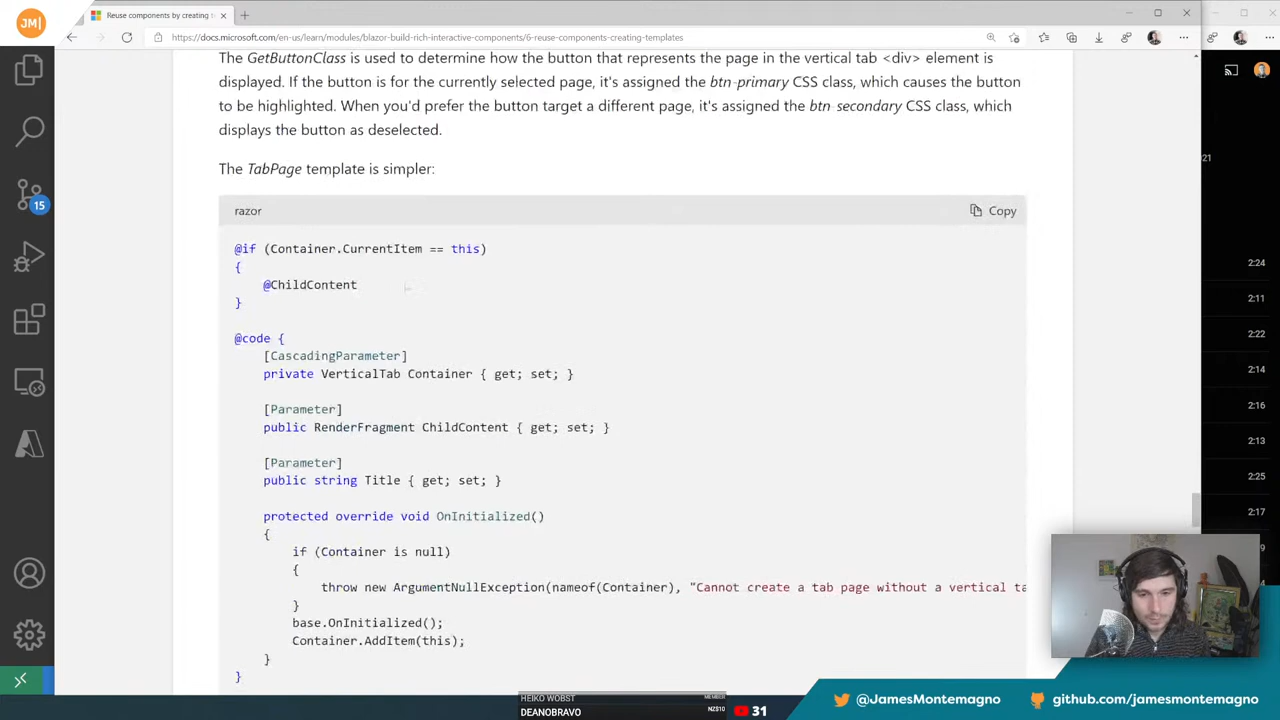 JM|
Reuse components by creating t
https://docs.microsoft.com/en-us/learn/modules/blazor-build-rich-interactive-components/6-reuse-components-creating-templates
The GetButtonClass is used to determine how the button that represents the page in the vertical tab <div> element is
displayed. If the button is for the currently selected page, it's assigned the btn-primary CSS class, which causes the button
to be highlighted. When you'd prefer the button target a different page, it's assigned the btn-secondary CSS class, which
displays the button as deselected.
The TabPage template is simpler:
razor
Copy
@if (Container.CurrentItem == this)
{
@ChildContent
}
@code {
[CascadingParameter]
private VerticalTab Container { get; set; }
[Parameter]
public RenderFragment ChildContent { get; set; }
[Parameter]
public string Title { get; set; }
protected override void OnInitialized()
{
if (Container is null)
{
throw new ArgumentNullException(nameof(Container), "Cannot create a tab page without a vertical ta
}
base.OnInitialized();
Container.AddItem(this);
}
}
15
021
2:24
2:11
2:22
2:14
2:16
2:13
2:25
2:17
HEIKO WOBST
MEMBER
DEANOBRAVO
NZ$10
31
@JamesMontemagno
github.com/jamesmontemagno